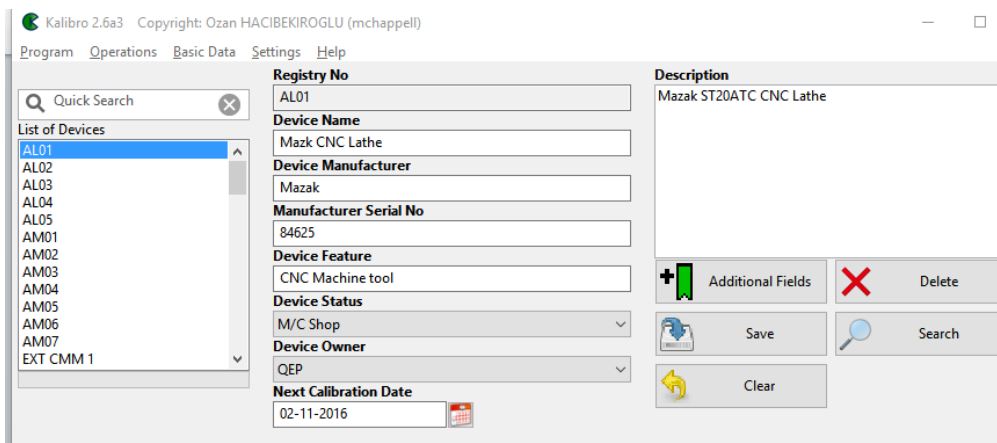 Kalibro 2.6a3 Copyright: Ozan HACIBEKIROGLU (mchappell)
Program Operations Basic Data Settings Help
Quick Search
List of Devices
AL01
AL02
AL03
AL04
AL05
AM01
AM02
AM03
AM04
AM05
AM06
AM07
EXT CMM 1
Registry No
AL01
Device Name
Mazk CNC Lathe
Device Manufacturer
Mazak
Manufacturer Serial No
84625
Device Feature
CNC Machine tool
Device Status
M/C Shop
Device Owner
QEP
Next Calibration Date
02-11-2016
Description
Mazak ST20ATC CNC Lathe
Additional Fields
Delete
Save
Search
Clear